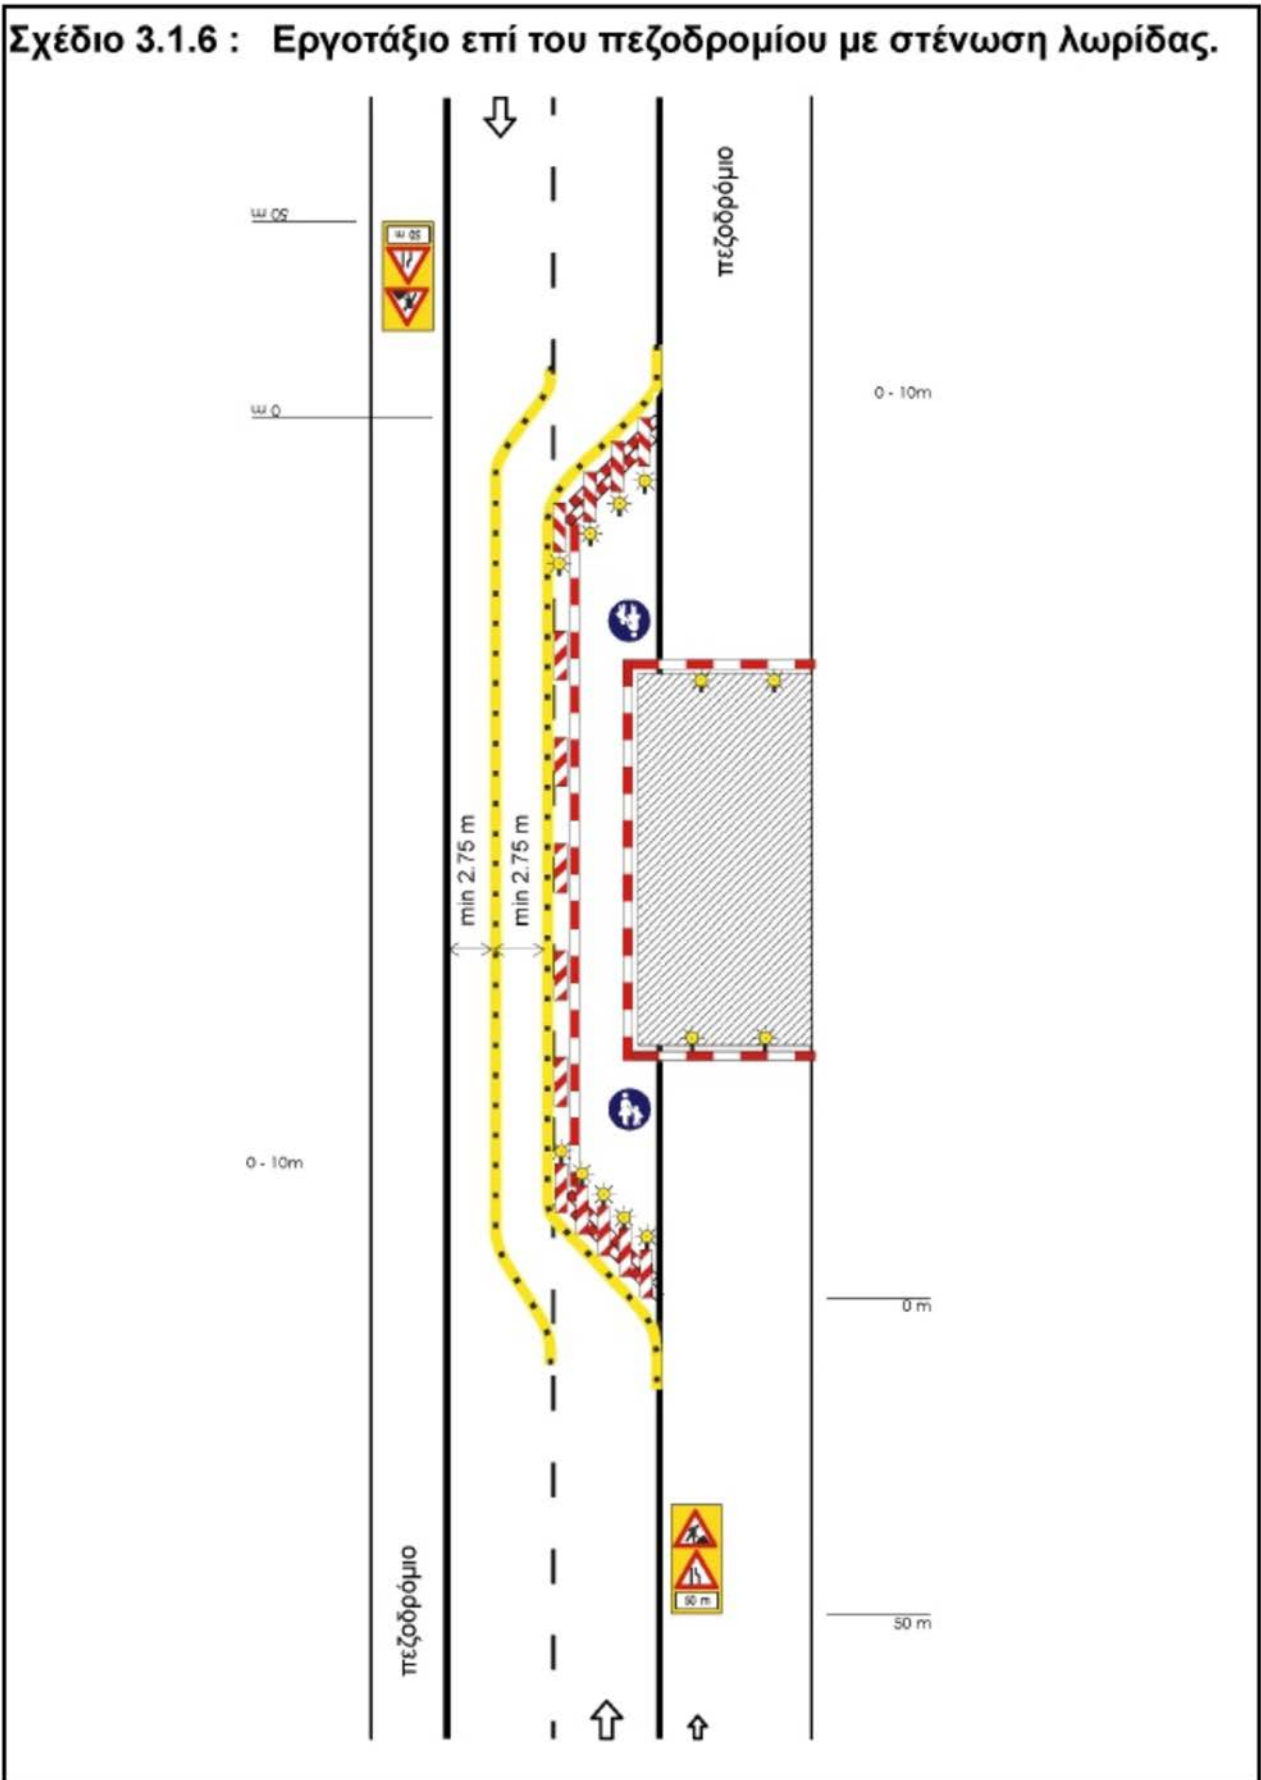 Σχέδιο 3.1.6 : Εργοτάξιο επί του πεζοδρομίου με στένωση λωρίδας.
πεζοδρόμιο
50 m
50 m
0 m
0 - 10m
min 2.75 m
min 2.75 m
0 - 10m
0 m
πεζοδρόμιο
50 m
50 m